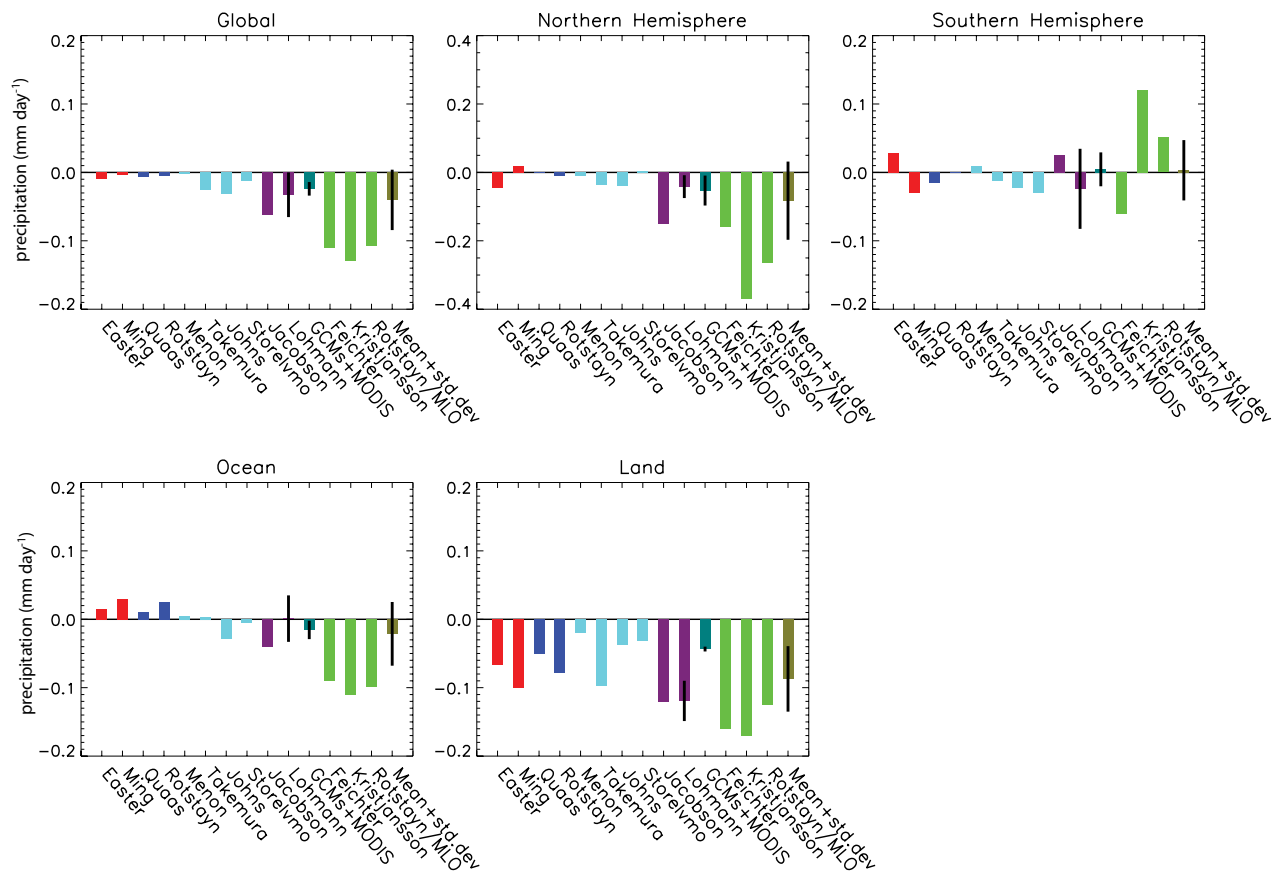 Global
0.2
0.1
0.0
−0.1
−0.2
precipitation (mm day⁻¹)
Easter
Ming
Quaas
Rotstayn
Menon
Takemura
Johns
Storelvmo
Jacobson
Lohmann
GCMs+MODIS
Feichter
Kristjansson
Rotstayn/MLO
Mean+std.dev
Northern Hemisphere
0.4
0.2
−0.0
−0.2
−0.4
Easter
Ming
Quaas
Rotstayn
Menon
Takemura
Johns
Storelvmo
Jacobson
Lohmann
GCMs+MODIS
Feichter
Kristjansson
Rotstayn/MLO
Mean+std.dev
Southern Hemisphere
0.2
0.1
0.0
−0.1
−0.2
Easter
Ming
Quaas
Rotstayn
Menon
Takemura
Johns
Storelvmo
Jacobson
Lohmann
GCMs+MODIS
Feichter
Kristjansson
Rotstayn/MLO
Mean+std.dev
Ocean
0.2
0.1
0.0
−0.1
−0.2
precipitation (mm day⁻¹)
Easter
Ming
Quaas
Rotstayn
Menon
Takemura
Johns
Storelvmo
Jacobson
Lohmann
GCMs+MODIS
Feichter
Kristjansson
Rotstayn/MLO
Mean+std.dev
Land
0.2
0.1
0.0
−0.1
−0.2
Easter
Ming
Quaas
Rotstayn
Menon
Takemura
Johns
Storelvmo
Jacobson
Lohmann
GCMs+MODIS
Feichter
Kristjansson
Rotstayn/MLO
Mean+std.dev